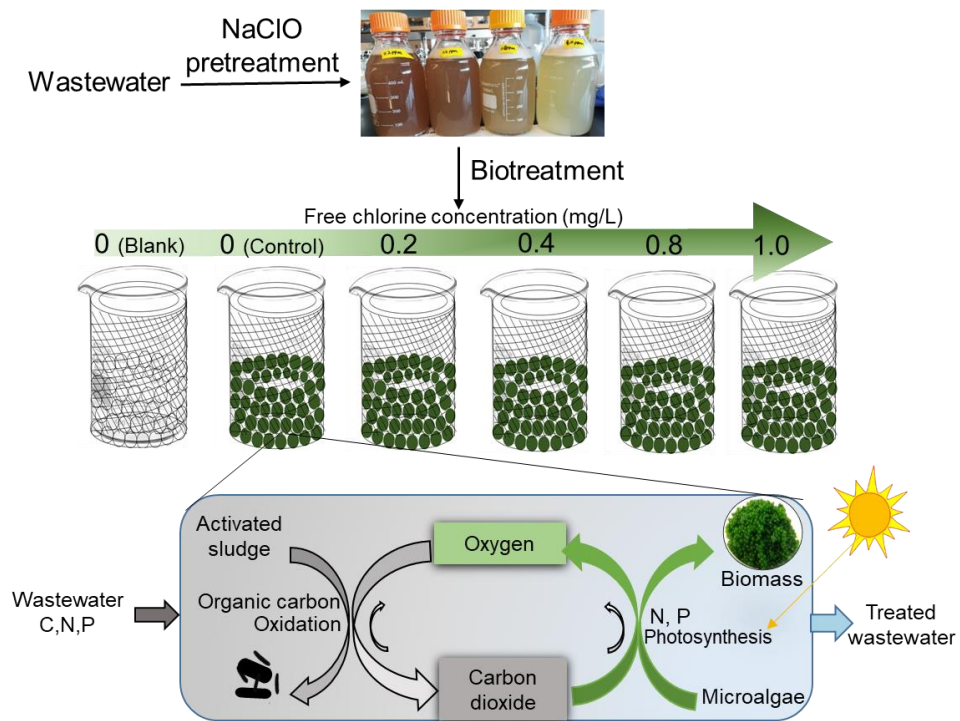 NaClO
pretreatment
Wastewater
Biotreatment
Free chlorine concentration (mg/L)
0 (Blank) 0 (Control) 0.2 0.4 0.8 1.0
Activated
sludge
Oxygen
Biomass
Wastewater
C,N,P
Organic carbon
Oxidation
N, P
Photosynthesis
Treated
wastewater
Carbon
dioxide
Microalgae